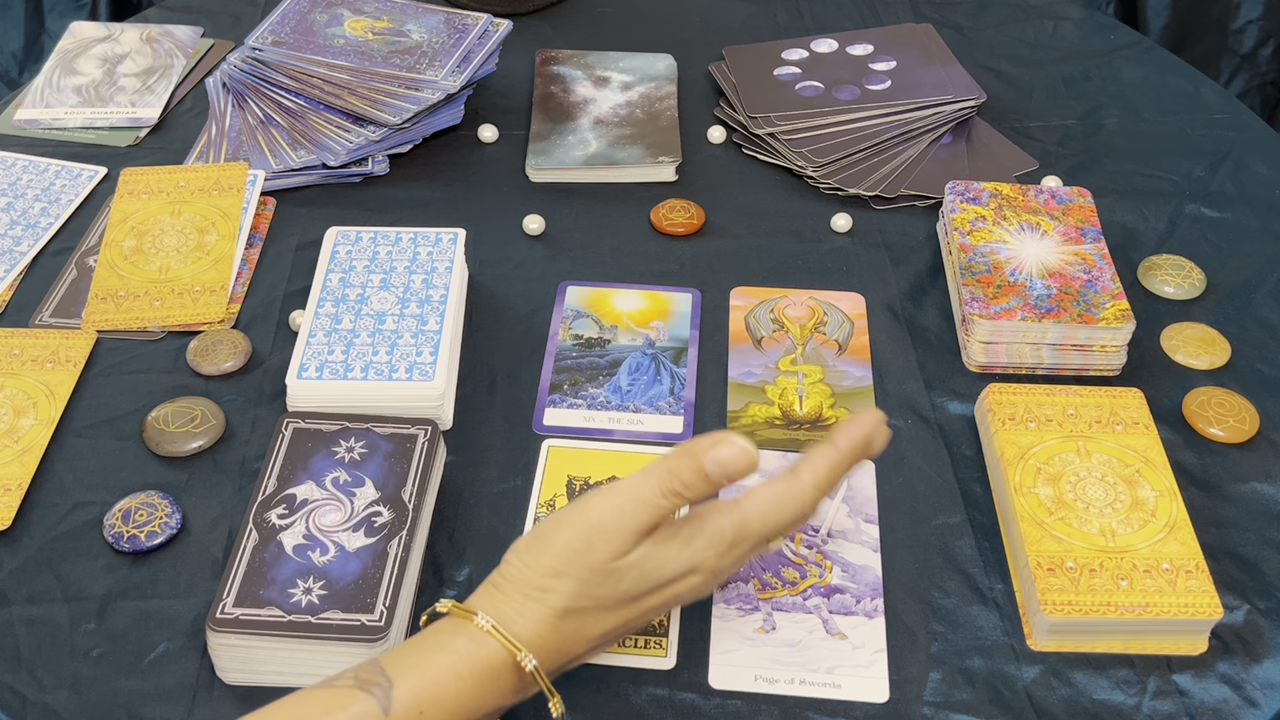 SOUL GUARDIAN
XIX - THE SUN
ACLES.
Page of Swords